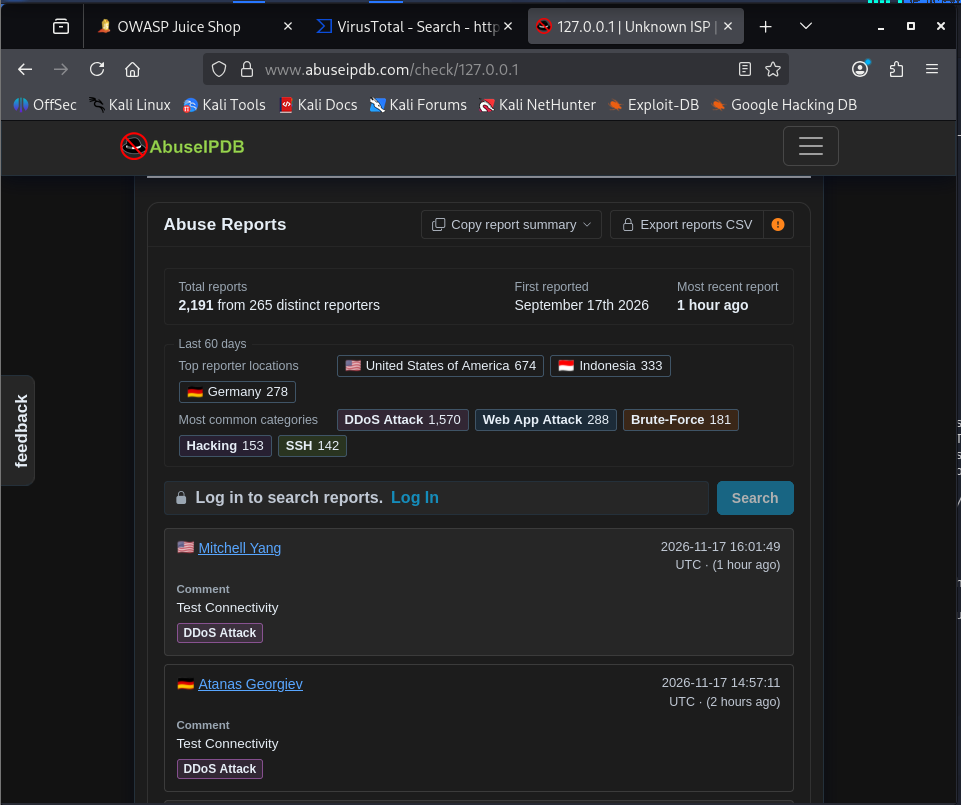 OWASP Juice Shop
VirusTotal - Search - http
127.0.0.1 | Unknown ISP |
www.abuseipdb.com/check/127.0.0.1
OffSec Kali Linux Kali Tools Kali Docs Kali Forums Kali NetHunter Exploit-DB Google Hacking DB
AbuseIPDB
Abuse Reports
Copy report summary
Export reports CSV
Total reports
2,191 from 265 distinct reporters
First reported
September 17th 2026
Most recent report
1 hour ago
Last 60 days
Top reporter locations United States of America 674 Indonesia 333
Germany 278
Most common categories DDoS Attack 1,570 Web App Attack 288 Brute-Force 181
Hacking 153 SSH 142
feedback
Log in to search reports. Log In
Search
Mitchell Yang
2026-11-17 16:01:49
UTC · (1 hour ago)
Comment
Test Connectivity
DDoS Attack
Atanas Georgiev
2026-11-17 14:57:11
UTC · (2 hours ago)
Comment
Test Connectivity
DDoS Attack